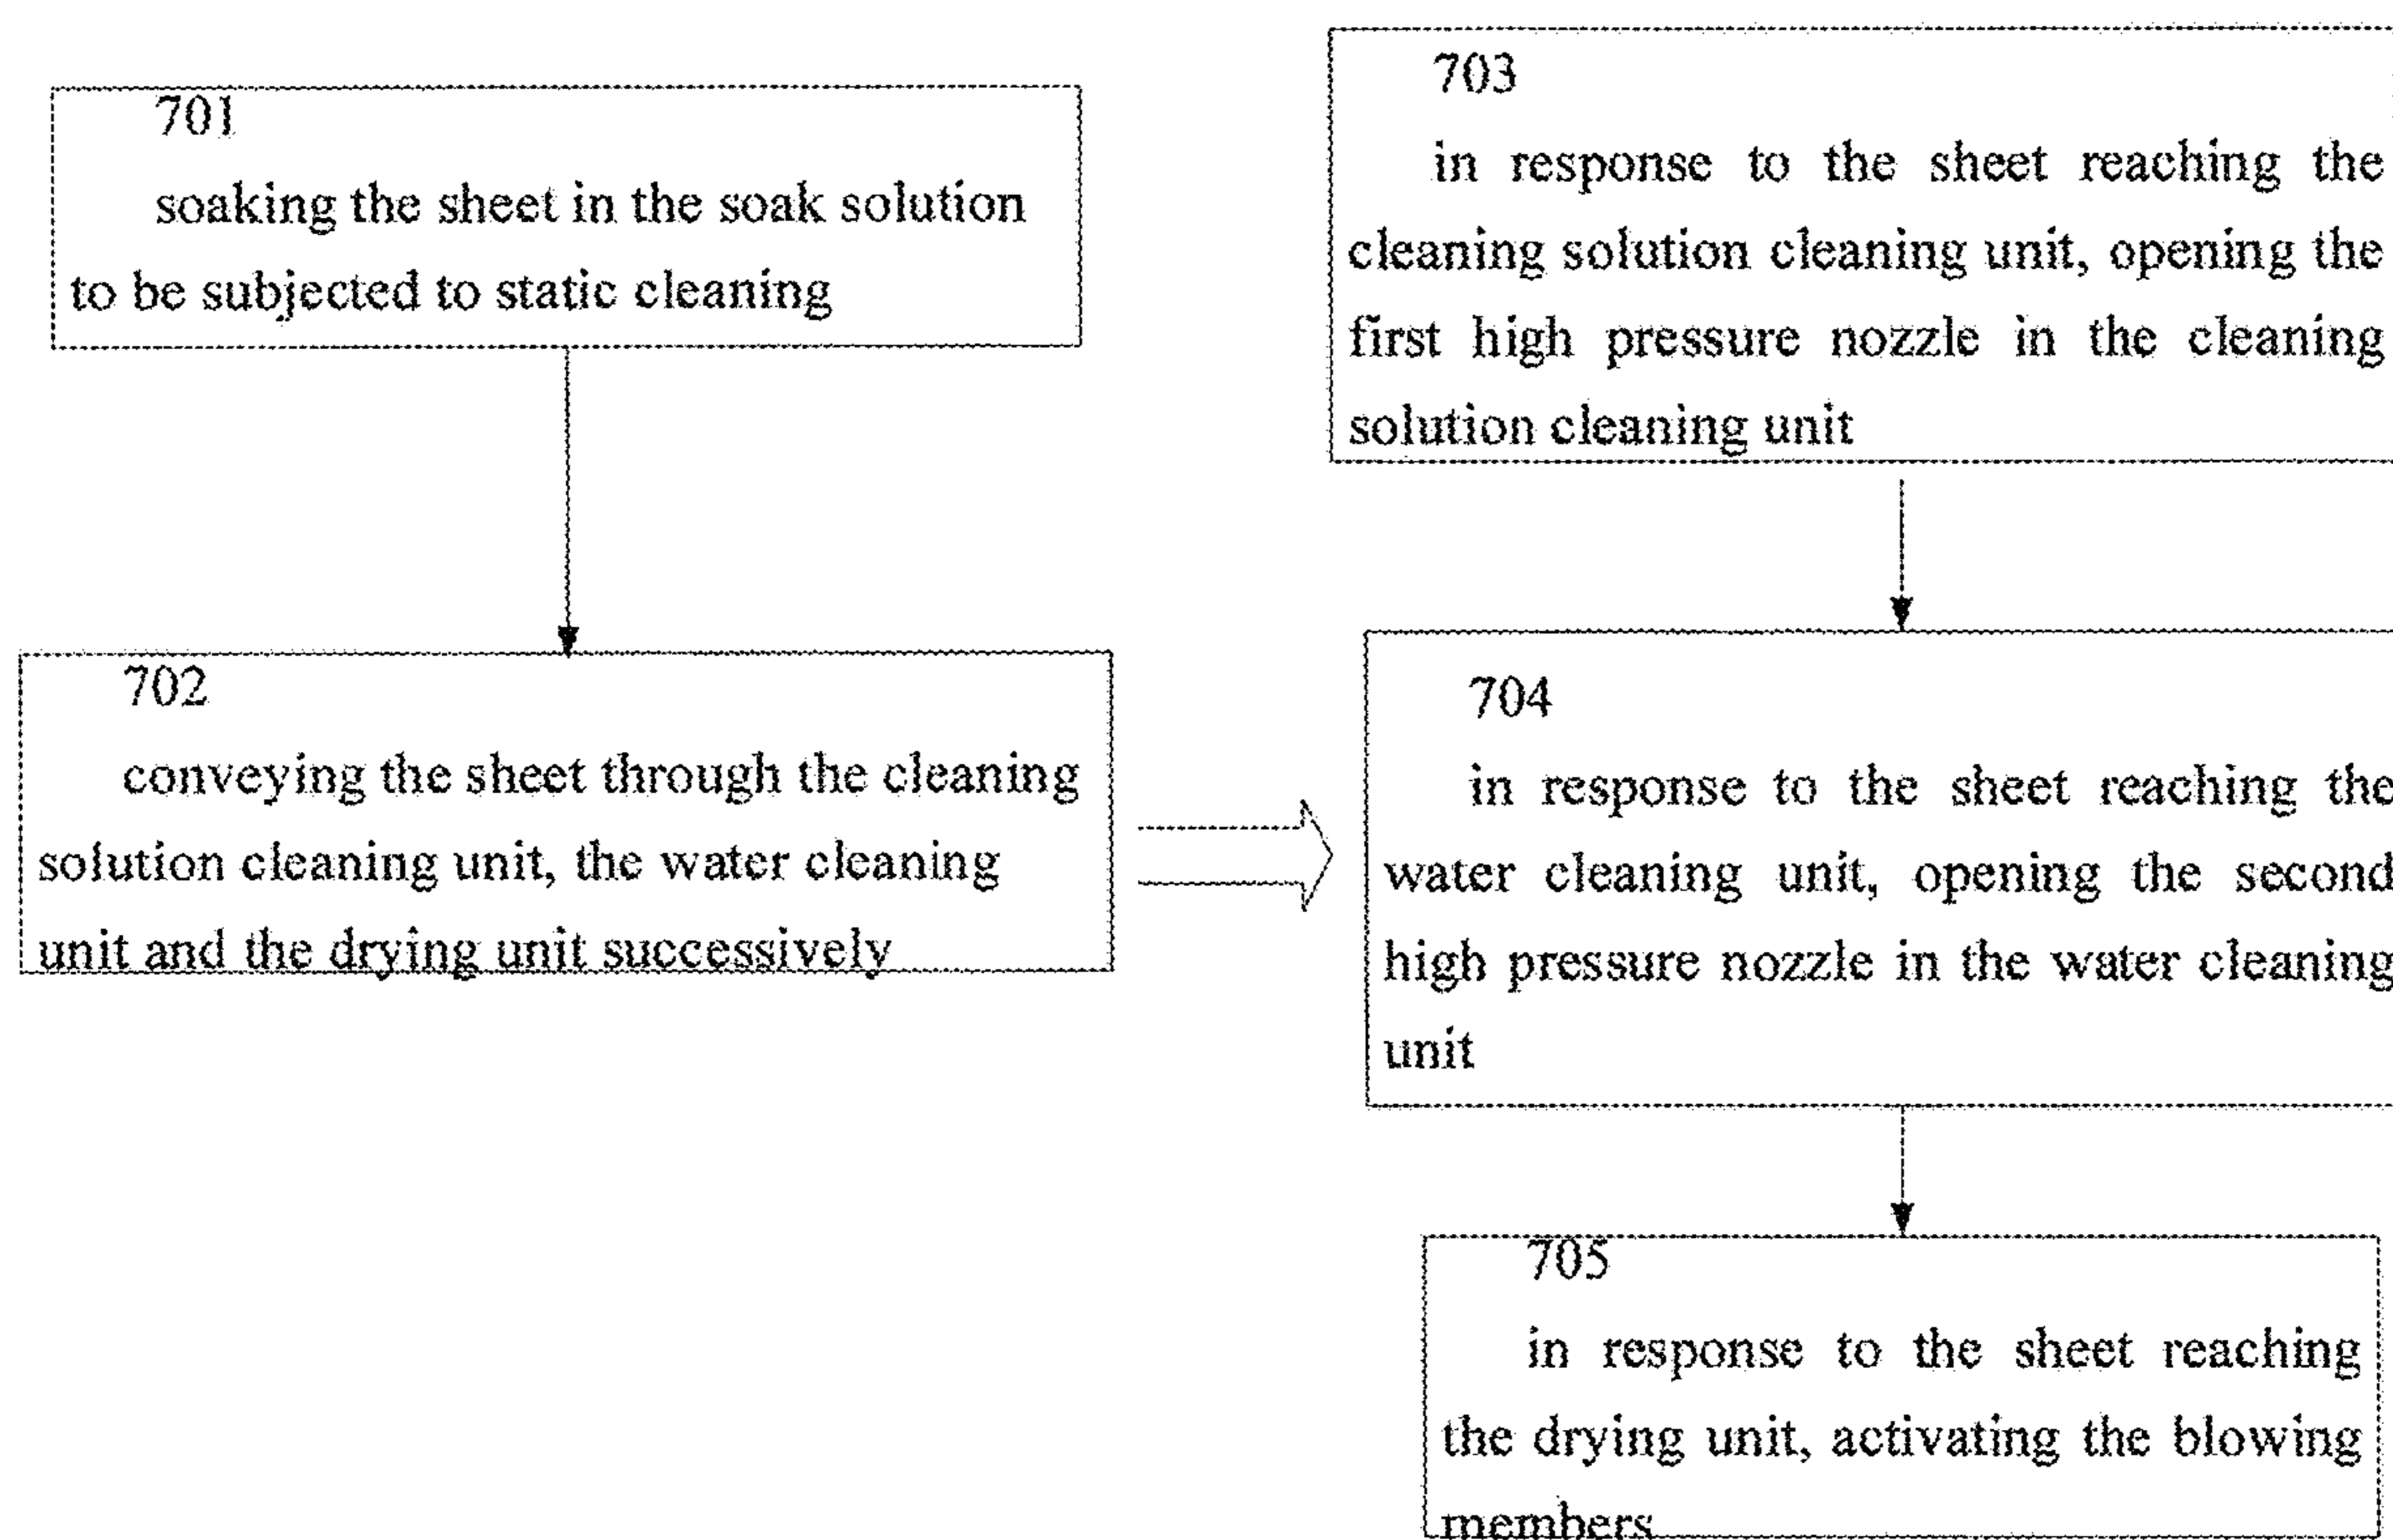 701
soaking the sheet in the soak solution
to be subjected to static cleaning
702
conveying the sheet through the cleaning
solution cleaning unit, the water cleaning
unit and the drying unit successively
703
in response to the sheet reaching the
cleaning solution cleaning unit, opening the
first high pressure nozzle in the cleaning
solution cleaning unit
704
in response to the sheet reaching the
water cleaning unit, opening the second
high pressure nozzle in the water cleaning
unit
705
in response to the sheet reaching
the drying unit, activating the blowing
members